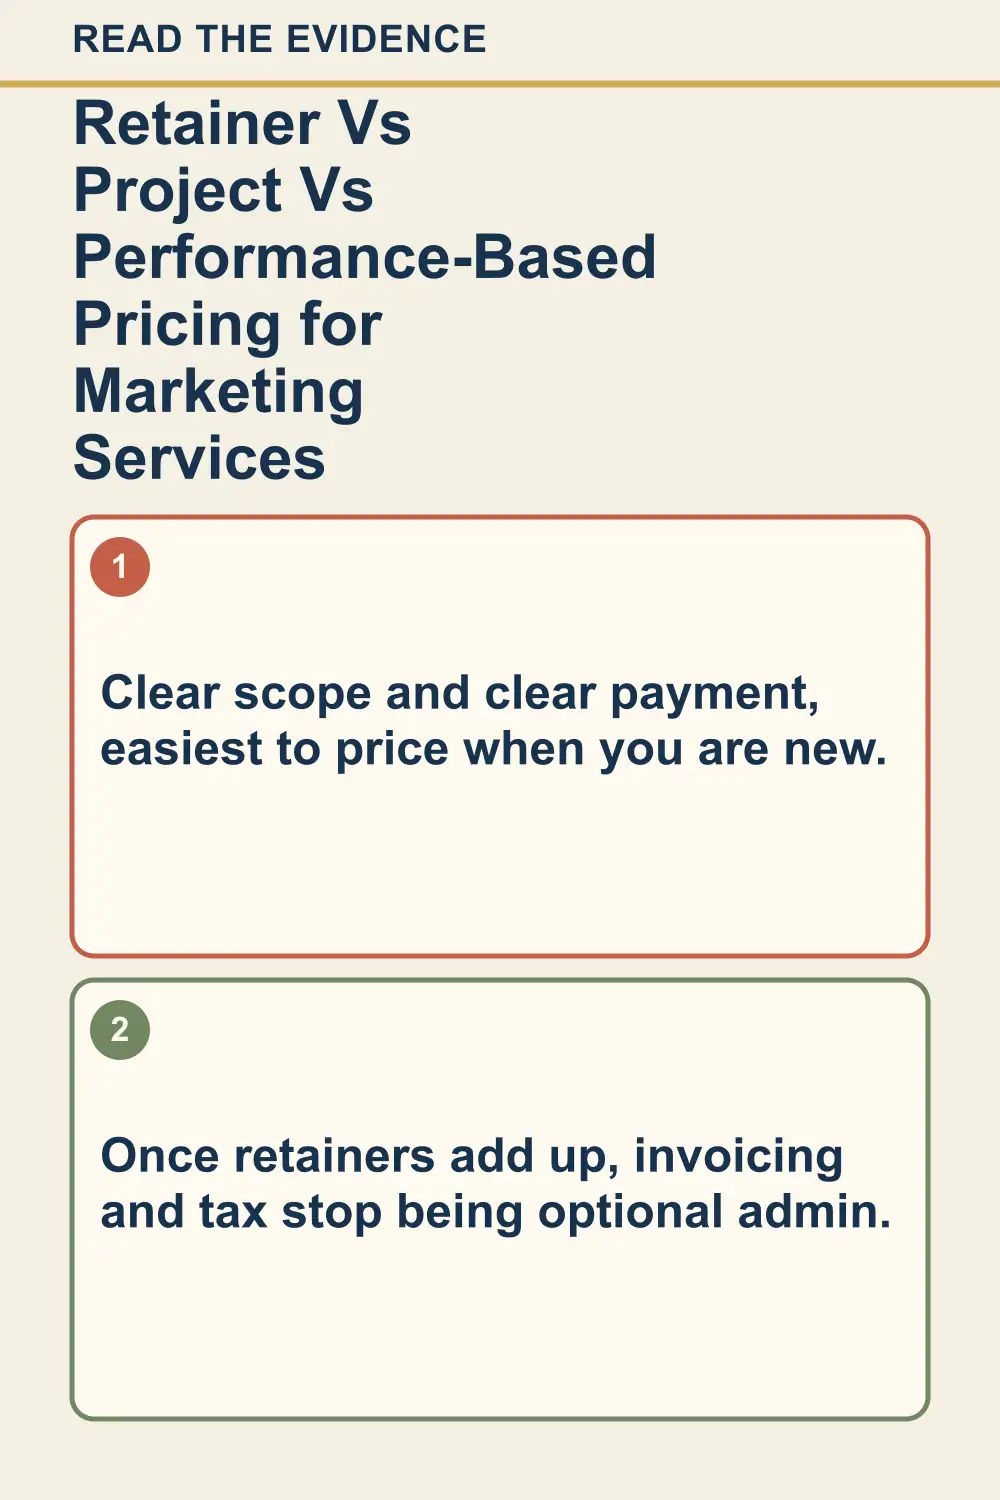 READ THE EVIDENCE
Retainer Vs
Project Vs
Performance-Based
Pricing for
Marketing
Services
1
Clear scope and clear payment,
easiest to price when you are new.
2
Once retainers add up, invoicing
and tax stop being optional admin.